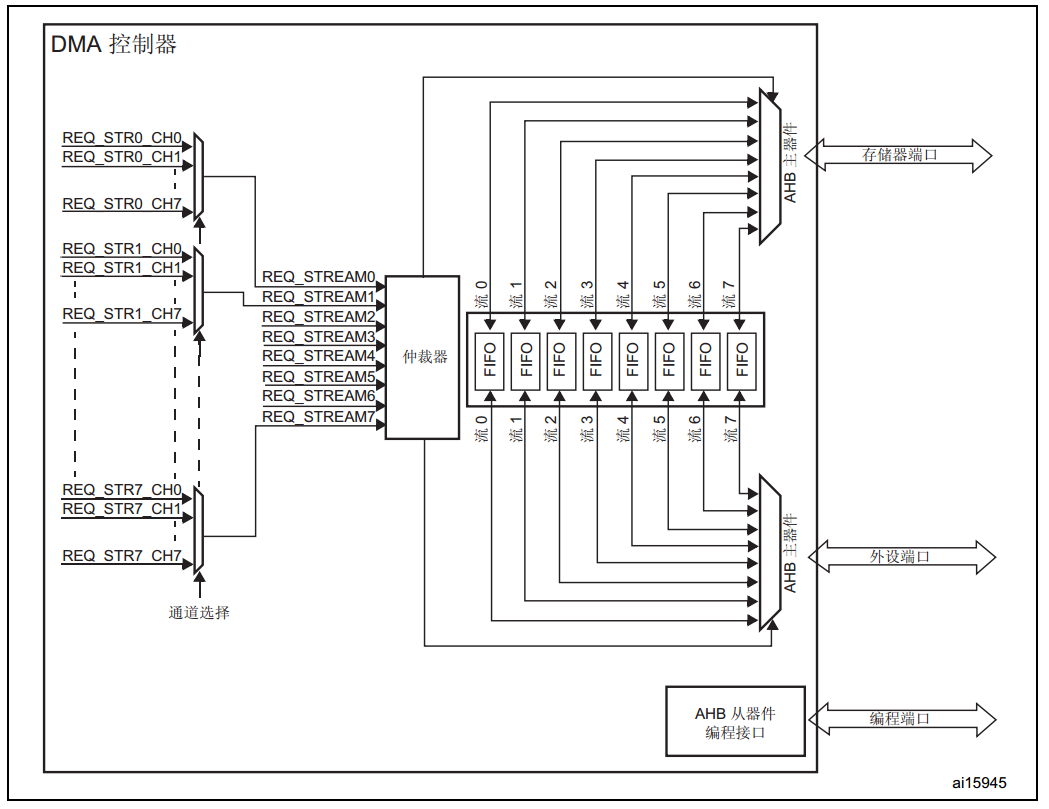 DMA 控制器
REQ_STR0_CH0
REQ_STR0_CH1
REQ_STR0_CH7
REQ_STR1_CH0
REQ_STR1_CH1
REQ_STR1_CH7
REQ_STR7_CH0
REQ_STR7_CH1
REQ_STR7_CH7
通道选择
REQ_STREAM0
REQ_STREAM1
REQ_STREAM2
REQ_STREAM3
REQ_STREAM4
REQ_STREAM5
REQ_STREAM6
REQ_STREAM7
仲裁器
流 0
流 1
流 2
流 3
流 4
流 5
流 6
流 7
FIFO
FIFO
FIFO
FIFO
FIFO
FIFO
FIFO
FIFO
流 0
流 1
流 2
流 3
流 4
流 5
流 6
流 7
AHB 主器件
存储器端口
AHB 主器件
外设端口
AHB 从器件
编程接口
编程端口
ai15945